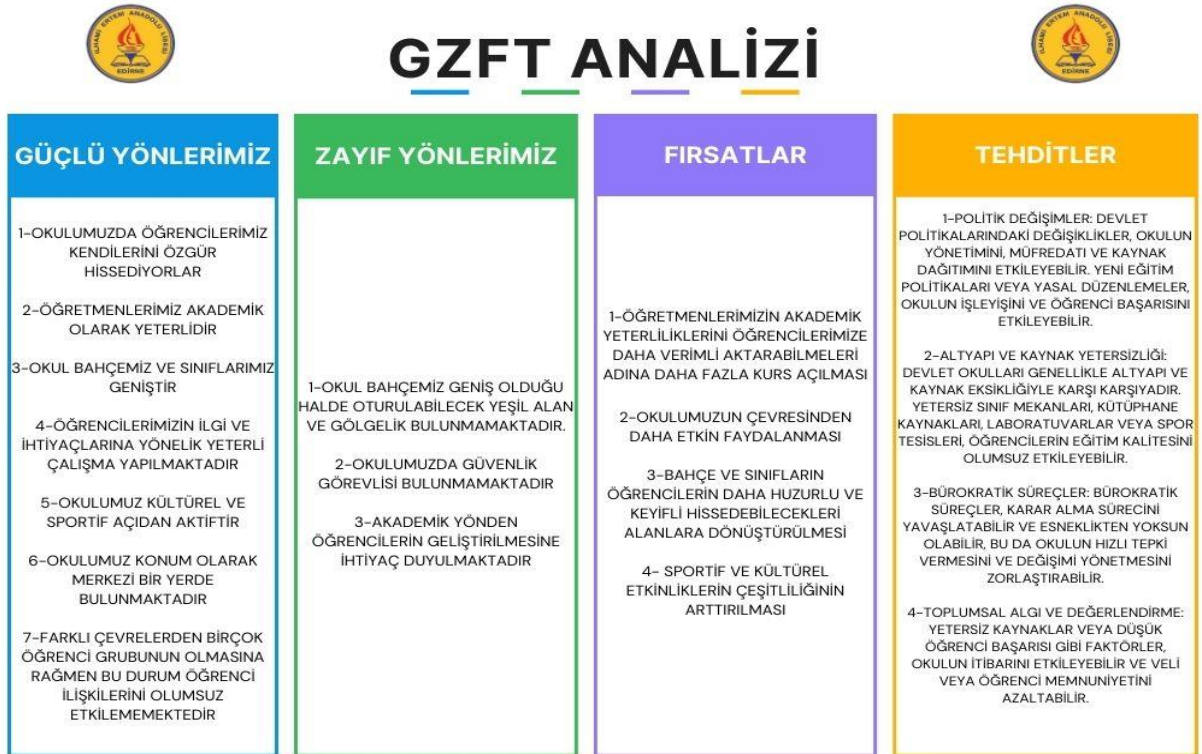 İLHAMİ ERTEM ANADOLU LİSESİ
EDİRNE
GZFT ANALİZİ
İLHAMİ ERTEM ANADOLU LİSESİ
EDİRNE
GÜÇLÜ YÖNLERİMİZ
1-OKULUMUZDA ÖĞRENCİLERİMİZ
KENDİLERİNİ ÖZGÜR
HİSSEDİYORLAR
2-ÖĞRETMENLERİMİZ AKADEMİK
OLARAK YETERLİDİR
3-OKUL BAHÇEMİZ VE SINIFLARIMIZ
GENİŞTİR
4-ÖĞRENCİLERİMİZİN İLGİ VE
İHTİYAÇLARINA YÖNELİK YETERLİ
ÇALIŞMA YAPILMAKTADIR
5-OKULUMUZ KÜLTÜREL VE
SPORTİF AÇIDAN AKTİFTİR
6-OKULUMUZ KONUM OLARAK
MERKEZİ BİR YERDE
BULUNMAKTADIR
7-FARKLI ÇEVRELERDEN BİRÇOK
ÖĞRENCİ GRUBUNUN OLMASINA
RAĞMEN BU DURUM ÖĞRENCİ
İLİŞKİLERİNİ OLUMSUZ
ETKİLEMEMEKTEDİR
ZAYIF YÖNLERİMİZ
1-OKUL BAHÇEMİZ GENİŞ OLDUĞU
HALDE OTURULABİLECEK YEŞİL ALAN
VE GÖLGELİK BULUNMAMAKTADIR.
2-OKULUMUZDA GÜVENLİK
GÖREVLİSİ BULUNMAMAKTADIR
3-AKADEMİK YÖNDEN
ÖĞRENCİLERİN GELİŞTİRİLMESİNE
İHTİYAÇ DUYULMAKTADIR
FIRSATLAR
1-ÖĞRETMENLERİMİZİN AKADEMİK
YETERLİLİKLERİNİ ÖĞRENCİLERİMİZE
DAHA VERİMLİ AKTARABİLMELERİ
ADINA DAHA FAZLA KURS AÇILMASI
2-OKULUMUZUN ÇEVRESİNDEN
DAHA ETKİN FAYDALANMASI
3-BAHÇE VE SINIFLARIN
ÖĞRENCİLERİN DAHA HUZURLU VE
KEYİFLİ HİSSEDEBİLECEKLERİ
ALANLARA DÖNÜŞTÜRÜLMESİ
4- SPORTİF VE KÜLTÜREL
ETKİNLİKLERİN ÇEŞİTLİLİĞİNİN
ARTTIRILMASI
TEHDİTLER
1-POLİTİK DEĞİŞİMLER: DEVLET
POLİTİKALARINDAKİ DEĞİŞİKLİKLER, OKULUN
YÖNETİMİNİ, MÜFREDATI VE KAYNAK
DAĞITIMINI ETKİLEYEBİLİR. YENİ EĞİTİM
POLİTİKALARI VEYA YASAL DÜZENLEMELER,
OKULUN İŞLEYİŞİNİ VE ÖĞRENCİ BAŞARISINI
ETKİLEYEBİLİR.
2-ALTYAPI VE KAYNAK YETERSİZLİĞİ:
DEVLET OKULLARI GENELLİKLE ALTYAPI VE
KAYNAK EKSİKLİĞİYLE KARŞI KARŞIYADIR.
YETERSİZ SINIF MEKANLARI, KÜTÜPHANE
KAYNAKLARI, LABORATUVARLAR VEYA SPOR
TESİSLERİ, ÖĞRENCİLERİN EĞİTİM KALİTESİNİ
OLUMSUZ ETKİLEYEBİLİR.
3-BÜROKRATİK SÜREÇLER: BÜROKRATİK
SÜREÇLER, KARAR ALMA SÜRECİNİ
YAVAŞLATABİLİR VE ESNEKLİKTEN YOKSUN
OLABİLİR, BU DA OKULUN HIZLI TEPKİ
VERMESİNİ VE DEĞİŞİMİ YÖNETMESİNİ
ZORLAŞTIRABİLİR.
4-TOPLUMSAL ALGI VE DEĞERLENDİRME:
YETERSİZ KAYNAKLAR VEYA DÜŞÜK
ÖĞRENCİ BAŞARISI GİBİ FAKTÖRLER,
OKULUN İTİBARINI ETKİLEYEBİLİR VE VELİ
VEYA ÖĞRENCİ MEMNUNİYETİNİ
AZALTABİLİR.